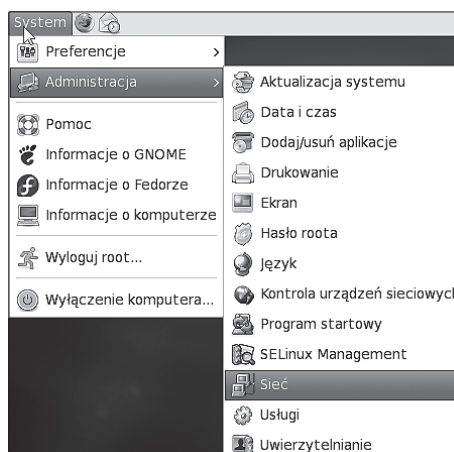 System
Preferencje
Administracja
Pomoc
Informacje o GNOME
Informacje o Fedorze
Informacje o komputerze
Wyloguj root...
Wyłączenie komputera...
Aktualizacja systemu
Data i czas
Dodaj/usuń aplikacje
Drukowanie
Ekran
Hasło roota
Język
Kontrola urządzeń sieciowych
Program startowy
SELinux Management
Sieć
Usługi
Uwierzytelnianie